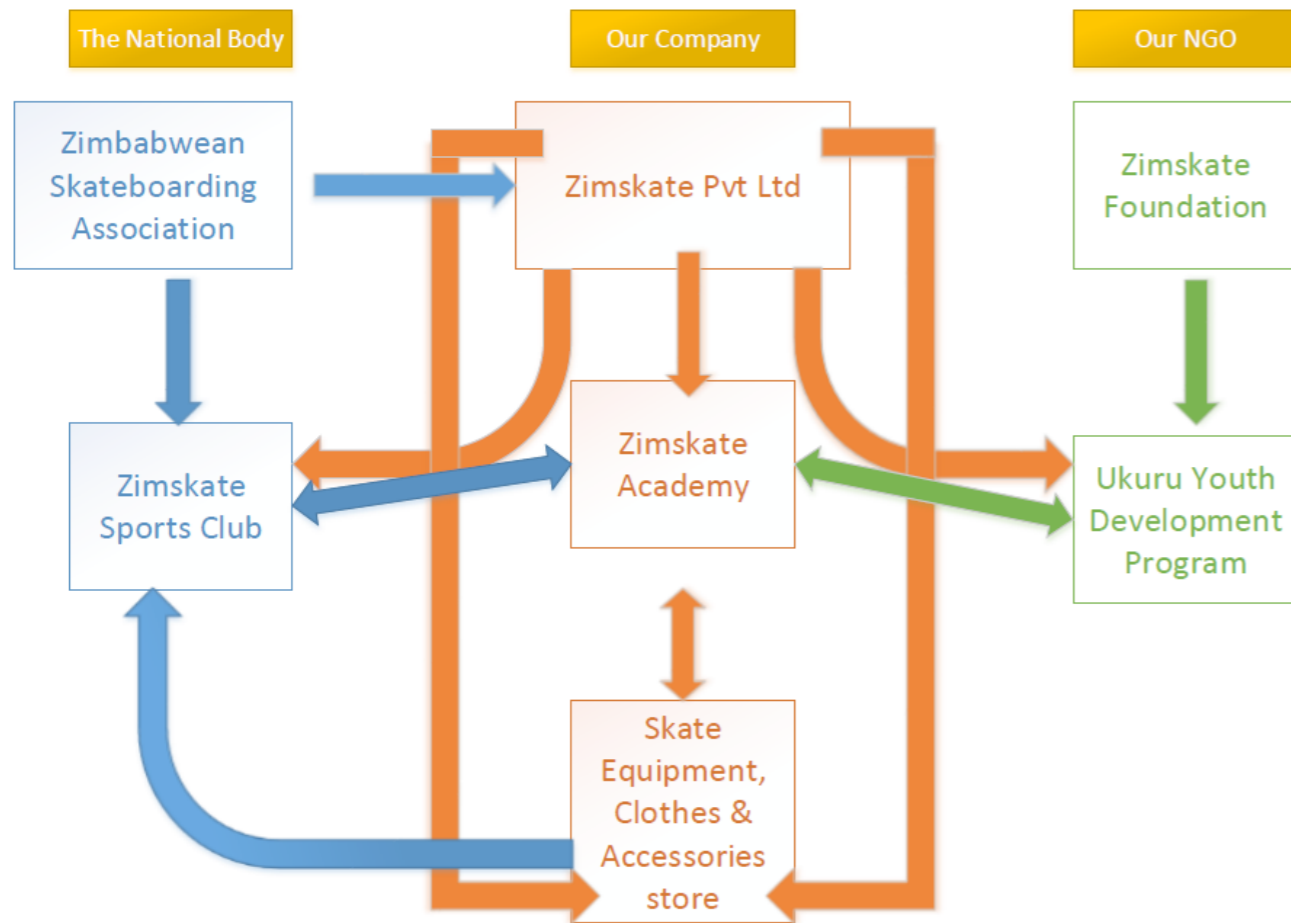 The National Body
Our Company
Our NGO
Zimbabwean
Skateboarding
Association
Zimskate Pvt Ltd
Zimskate
Foundation
Zimskate
Sports Club
Zimskate
Academy
Ukuru Youth
Development
Program
Skate
Equipment,
Clothes &
Accessories
store